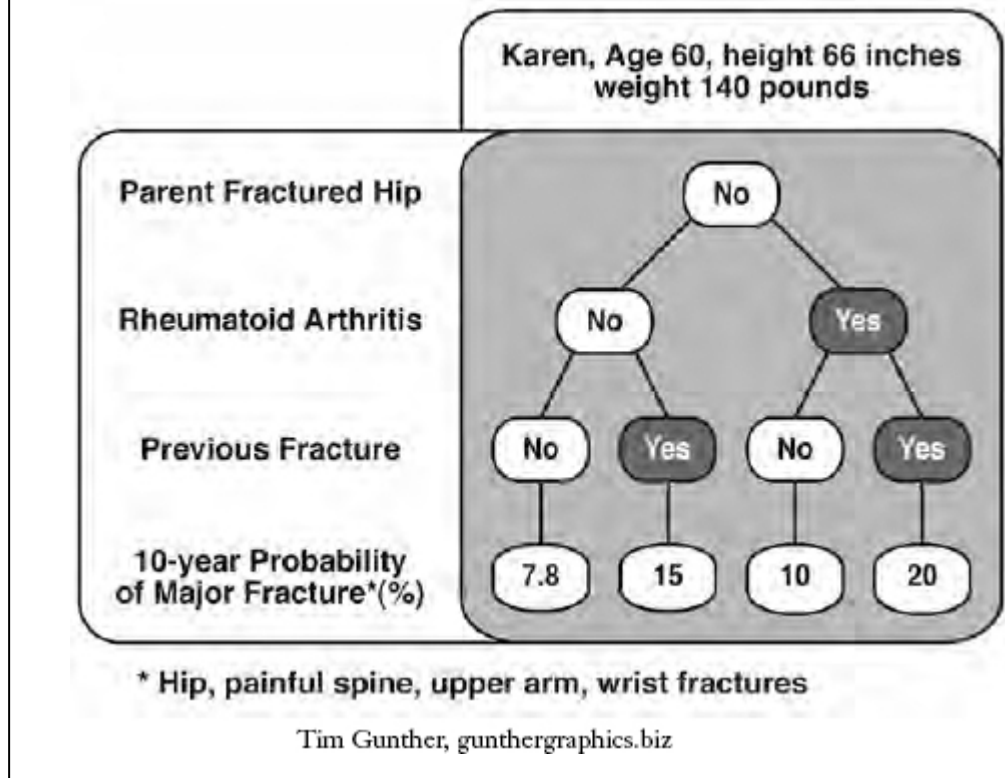 Karen, Age 60, height 66 inches
weight 140 pounds
Parent Fractured Hip
No
Rheumatoid Arthritis
No
Yes
Previous Fracture
No
Yes
No
Yes
10-year Probability
of Major Fracture*(%)
7.8
15
10
20
* Hip, painful spine, upper arm, wrist fractures
Tim Gunther, gunthergraphics.biz